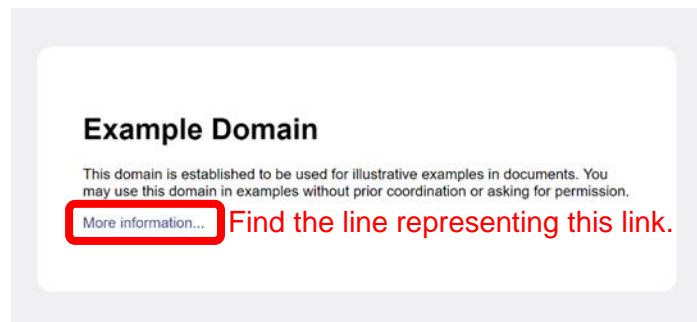 Example Domain
This domain is established to be used for illustrative examples in documents. You
may use this domain in examples without prior coordination or asking for permission.
More information... Find the line representing this link.